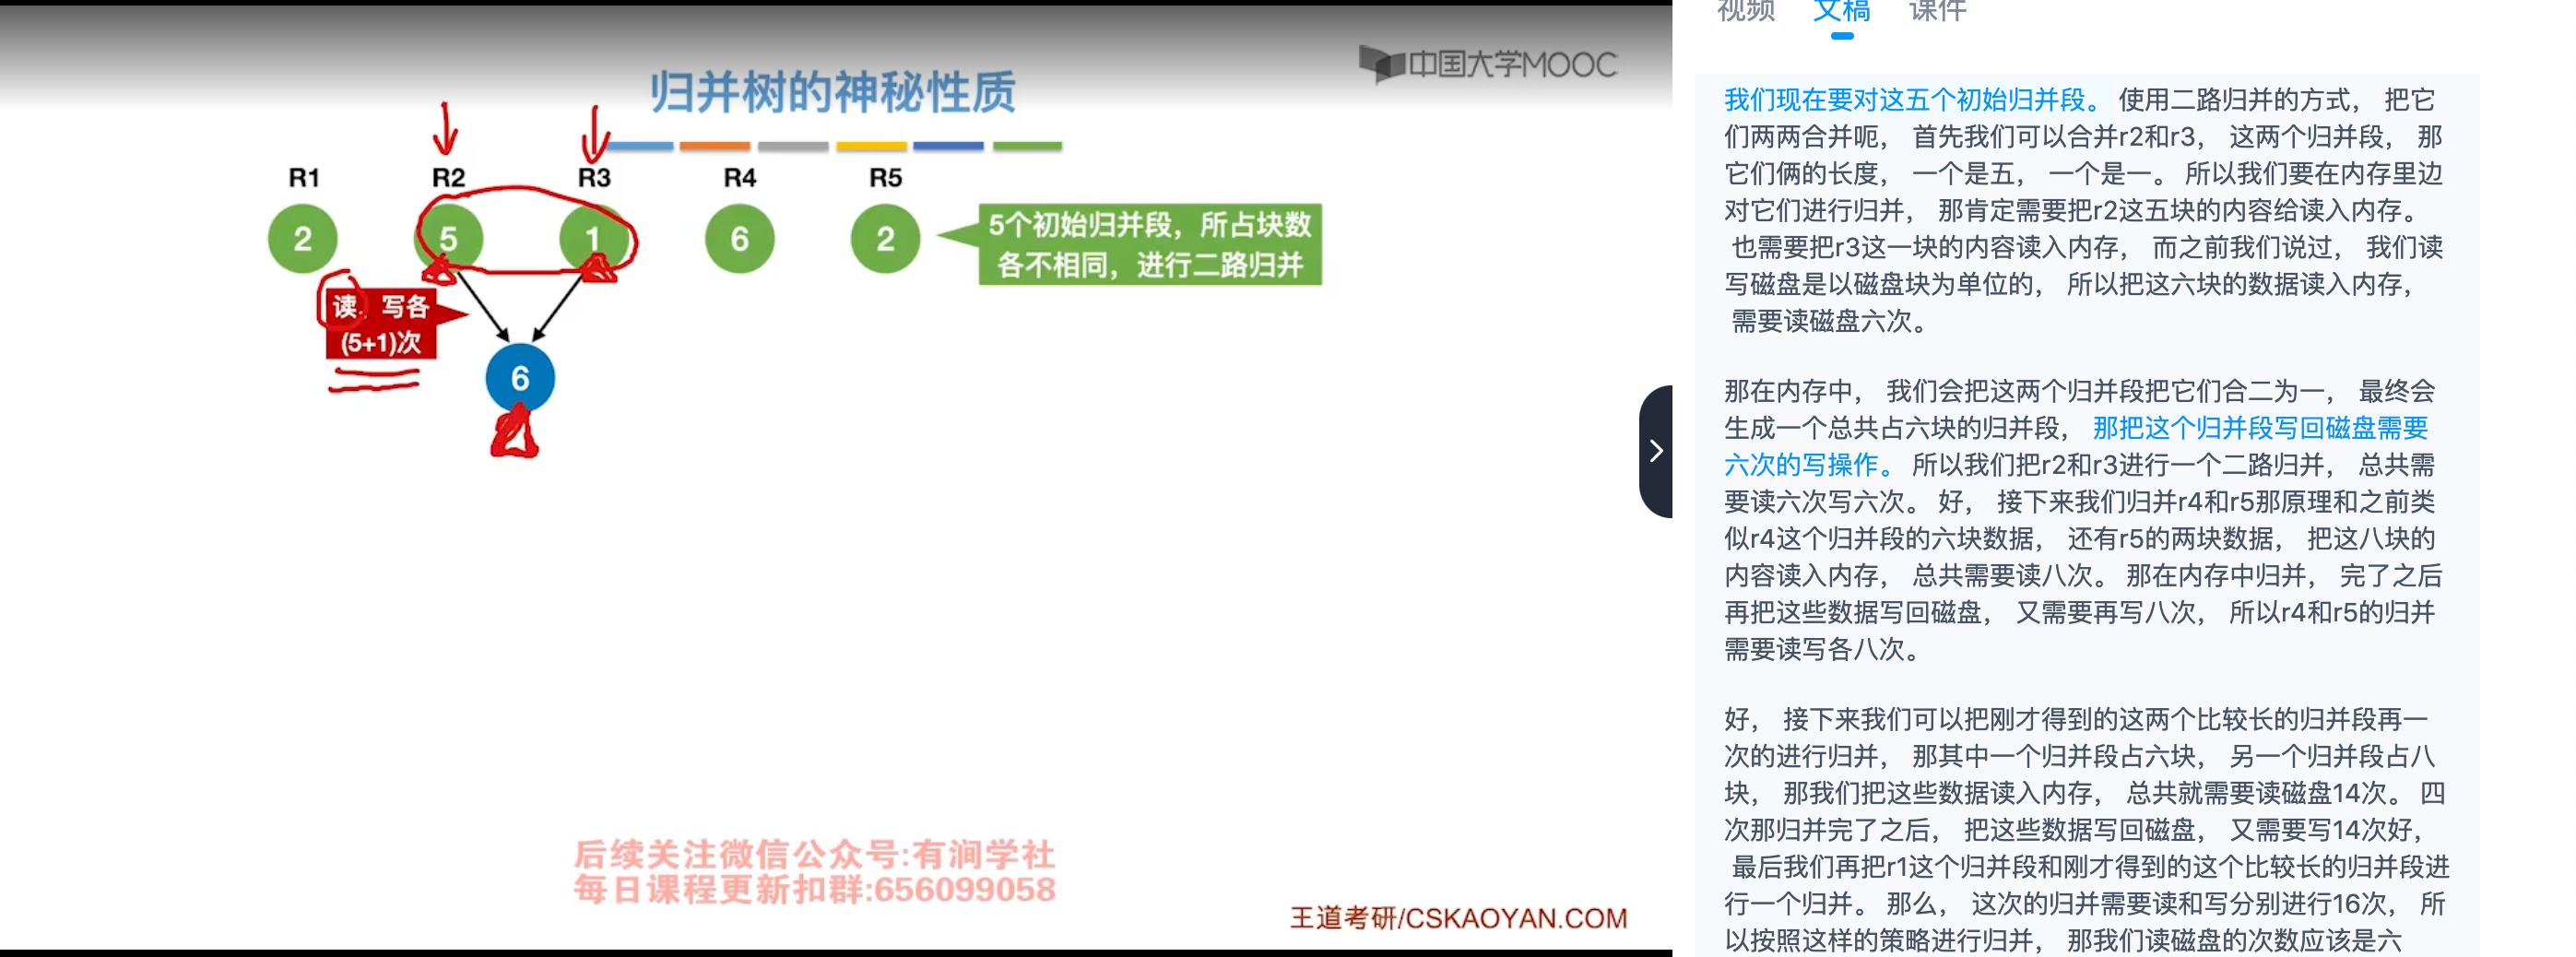 中国大学MOOC
归并树的神秘性质
R1 R2 R3 R4 R5
2 5 1 6 2
5个初始归并段，所占块数
各不相同，进行二路归并
读、写各
(5+1)次
6
后续关注微信公众号:有涧学社
每日课程更新扣群:656099058
王道考研/CSKAOYAN.COM
视频 文稿 课件
我们现在要对这五个初始归并段。 使用二路归并的方式， 把它
们两两合并呃， 首先我们可以合并r2和r3， 这两个归并段， 那
它们俩的长度， 一个是五， 一个是一。 所以我们要在内存里边
对它们进行归并， 那肯定需要把r2这五块的内容给读入内存。
也需要把r3这一块的内容读入内存， 而之前我们说过， 我们读
写磁盘是以磁盘块为单位的， 所以把这六块的数据读入内存，
需要读磁盘六次。
那在内存中， 我们会把这两个归并段把它们合二为一， 最终会
生成一个总共占六块的归并段， 那把这个归并段写回磁盘需要
六次的写操作。 所以我们把r2和r3进行一个二路归并， 总共需
要读六次写六次。 好， 接下来我们归并r4和r5那原理和之前类
似r4这个归并段的六块数据， 还有r5的两块数据， 把这八块的
内容读入内存， 总共需要读八次。 那在内存中归并， 完了之后
再把这些数据写回磁盘， 又需要再写八次， 所以r4和r5的归并
需要读写各八次。
好， 接下来我们可以把刚才得到的这两个比较长的归并段再一
次的进行归并， 那其中一个归并段占六块， 另一个归并段占八
块， 那我们把这些数据读入内存， 总共就需要读磁盘14次。 四
次那归并完了之后， 把这些数据写回磁盘， 又需要写14次好，
最后我们再把r1这个归并段和刚才得到的这个比较长的归并段进
行一个归并。 那么， 这次的归并需要读和写分别进行16次， 所
以按照这样的策略进行归并， 那我们读磁盘的次数应该是六